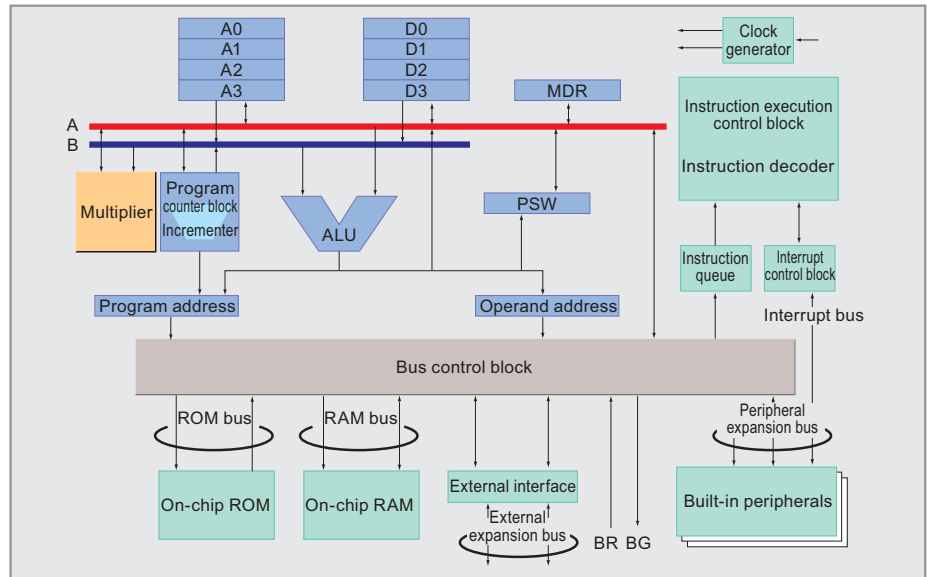 A0
A1
A2
A3
D0
D1
D2
D3
MDR
Clock
generator
A
B
Instruction execution
control block
Instruction decoder
Multiplier
Program
counter block
Incrementer
ALU
PSW
Instruction
queue
Interrupt
control block
Program address
Operand address
Interrupt bus
Bus control block
ROM bus
RAM bus
Peripheral
expansion bus
On-chip ROM
On-chip RAM
External interface
External
expansion bus
BR
BG
Built-in peripherals